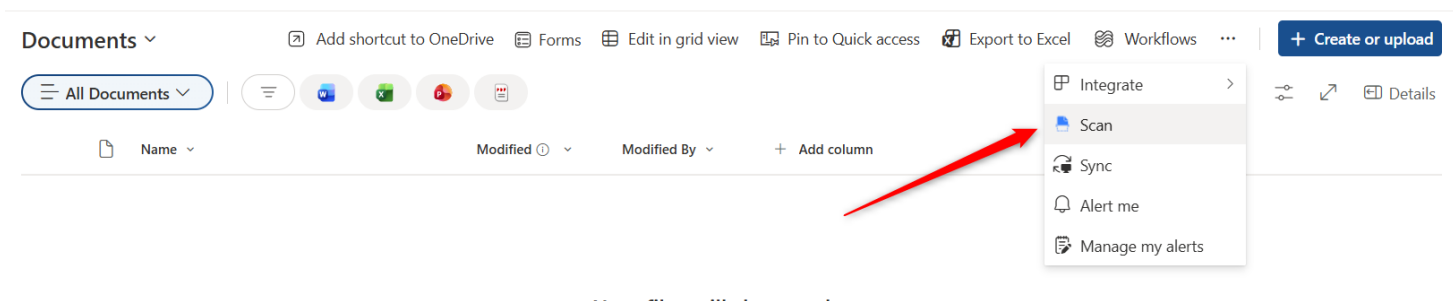 Documents
Add shortcut to OneDrive Forms Edit in grid view Pin to Quick access Export to Excel Workflows ... + Create or upload
All Documents
Details
Integrate
Scan
Sync
Alert me
Manage my alerts
Name Modified Modified By + Add column